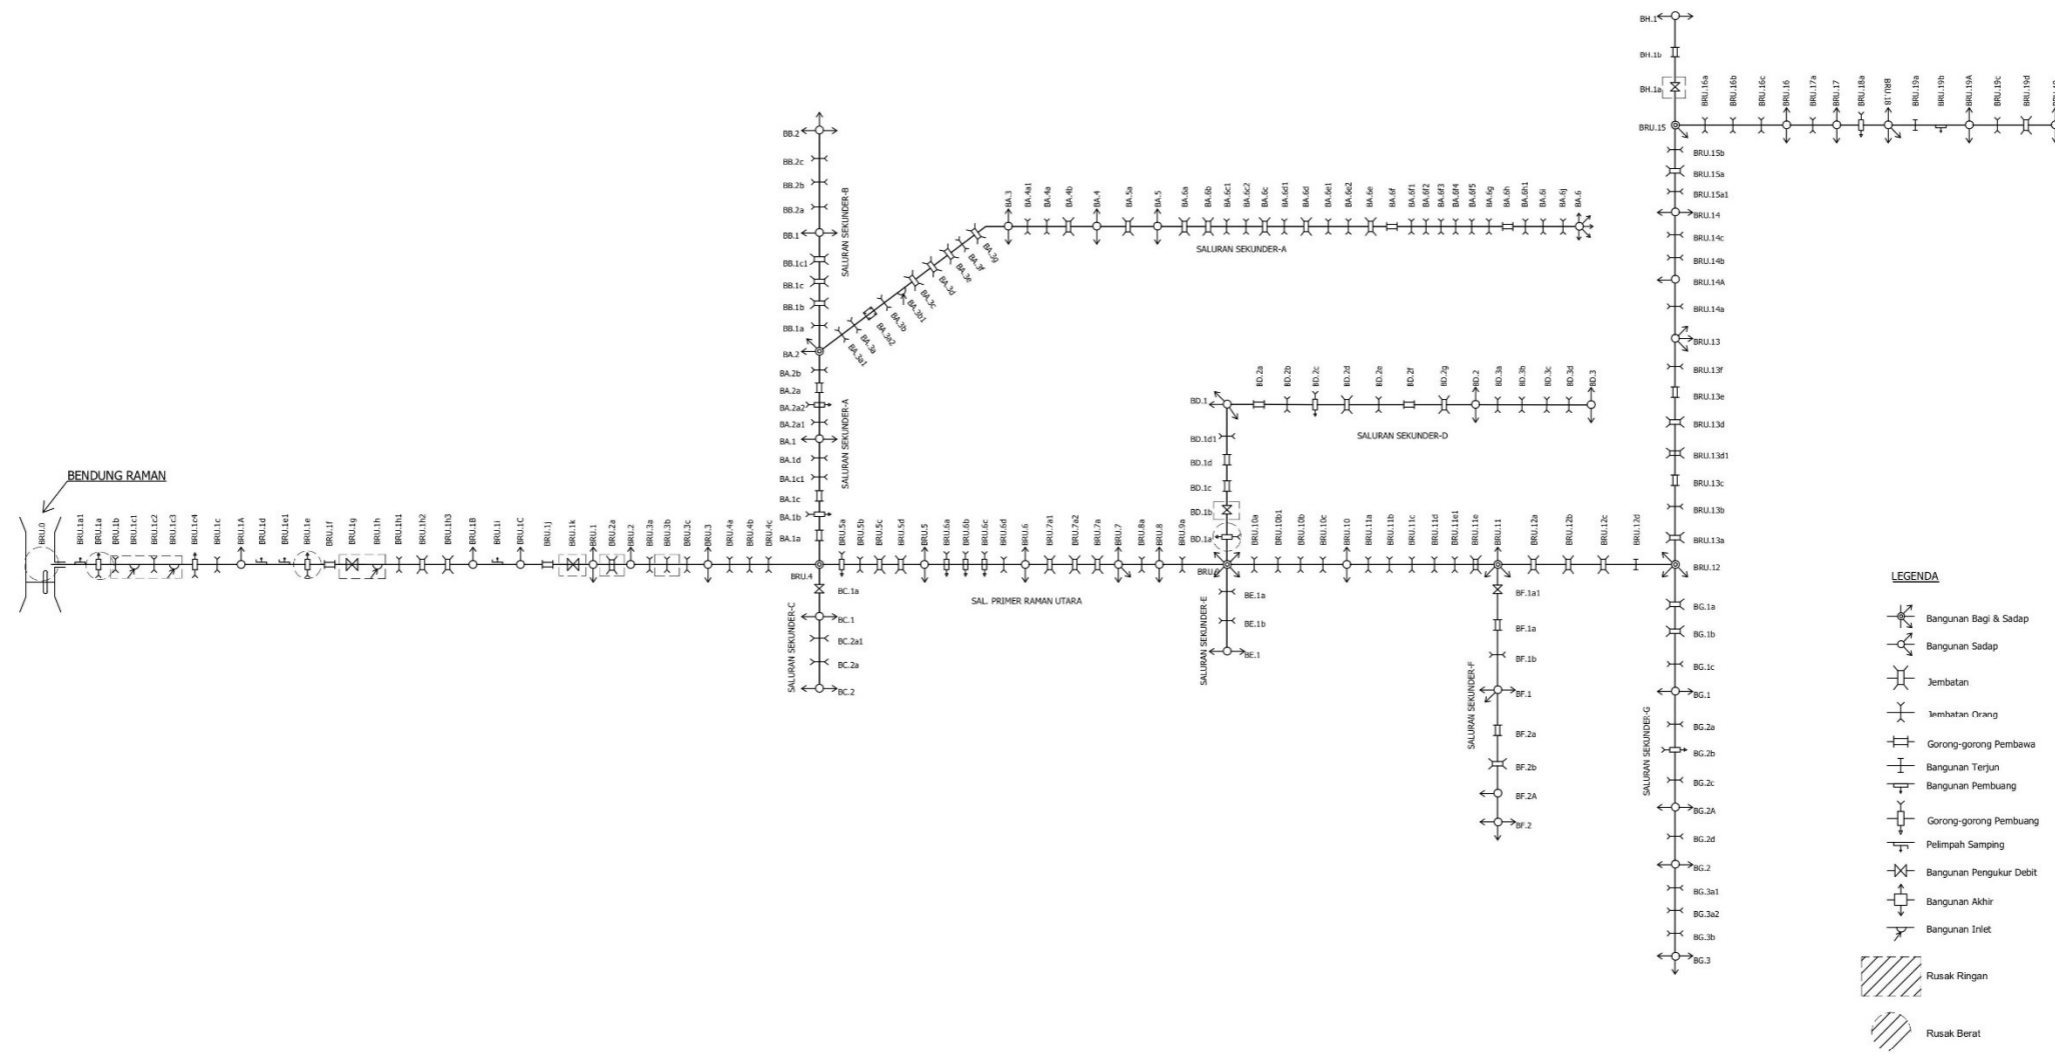 BENDUNG RAMAN
BRU.0
BRU.1a1
BRU.1a
BRU.1b
BRU.1c1
BRU.1c2
BRU.1c3
BRU.1c4
BRU.1c
BRU.1A
BRU.1d
BRU.1e1
BRU.1e
BRU.1f
BRU.1g
BRU.1h
BRU.1h1
BRU.1h2
BRU.1h3
BRU.1B
BRU.1i
BRU.1C
BRU.1j
BRU.1k
BRU.1
BRU.2a
BRU.2
BRU.3a
BRU.3b
BRU.3c
BRU.3
BRU.4a
BRU.4b
BRU.4c
BRU.4
BB.2
BB.2c
BB.2b
BB.2a
BB.1
BB.1c1
BB.1c
BB.1b
BB.1a
SALURAN SEKUNDER-B
BA.2
BA.2b
BA.2a
BA.2a2
BA.2a1
BA.1
BA.1d
BA.1c1
BA.1c
BA.1b
BA.1a
SALURAN SEKUNDER-A
BA.3a1
BA.3a
BA.3a2
BA.3b
BA.3b1
BA.3c
BA.3d
BA.3e
BA.3f
BA.3g
BA.3
BA.4a1
BA.4a
BA.4b
BA.4
BA.5a
BA.5
BA.6a
BA.6b
BA.6c1
BA.6c2
BA.6c
BA.6d1
BA.6d
BA.6e1
BA.6e2
BA.6e
BA.6f
BA.6f1
BA.6f2
BA.6f3
BA.6f4
BA.6f5
BA.6g
BA.6h
BA.6h1
BA.6i
BA.6j
BA.6
SALURAN SEKUNDER-A
BC.1a
BC.1
BC.2a1
BC.2a
BC.2
SALURAN SEKUNDER-C
BRU.5a
BRU.5b
BRU.5c
BRU.5d
BRU.5
BRU.6a
BRU.6b
BRU.6c
BRU.6d
BRU.6
BRU.7a1
BRU.7a2
BRU.7a
BRU.7
BRU.8a
BRU.8
BRU.9a
SAL. PRIMER RAMAN UTARA
BD.1
BD.1d1
BD.1d
BD.1c
BD.1b
BD.1a
BD.2a
BD.2b
BD.2c
BD.2d
BD.2e
BD.2f
BD.2g
BD.2
BD.3a
BD.3b
BD.3c
BD.3d
BD.3
SALURAN SEKUNDER-D
BE.1a
BE.1b
BE.1
SALURAN SEKUNDER-E
BRU.10a
BRU.10b1
BRU.10b
BRU.10c
BRU.10
BRU.11a
BRU.11b
BRU.11c
BRU.11d
BRU.11e1
BRU.11e
BRU.11
BRU.12a
BRU.12b
BRU.12c
BRU.12d
BRU.12
BF.1a1
BF.1a
BF.1b
BF.1
BF.2a
BF.2b
BF.2A
BF.2
SALURAN SEKUNDER-F
BH.1
BH.1b
BH.1a
BRU.15
BRU.15b
BRU.15a
BRU.15a1
BRU.14
BRU.14c
BRU.14b
BRU.14A
BRU.14a
BRU.13
BRU.13f
BRU.13e
BRU.13d
BRU.13d1
BRU.13c
BRU.13b
BRU.13a
BRU.16a
BRU.16b
BRU.16c
BRU.16
BRU.17a
BRU.17
BRU.18a
BRU.18
BRU.19a
BRU.19b
BRU.19A
BRU.19c
BRU.19d
BG.1a
BG.1b
BG.1c
BG.1
BG.2a
BG.2b
BG.2c
BG.2A
BG.2d
BG.2
BG.3a1
BG.3a2
BG.3b
BG.3
SALURAN SEKUNDER-G
LEGENDA
Bangunan Bagi & Sadap
Bangunan Sadap
Jembatan
Jembatan Orang
Gorong-gorong Pembawa
Bangunan Terjun
Bangunan Pembuang
Gorong-gorong Pembuang
Pelimpah Samping
Bangunan Pengukur Debit
Bangunan Akhir
Bangunan Inlet
Rusak Ringan
Rusak Berat